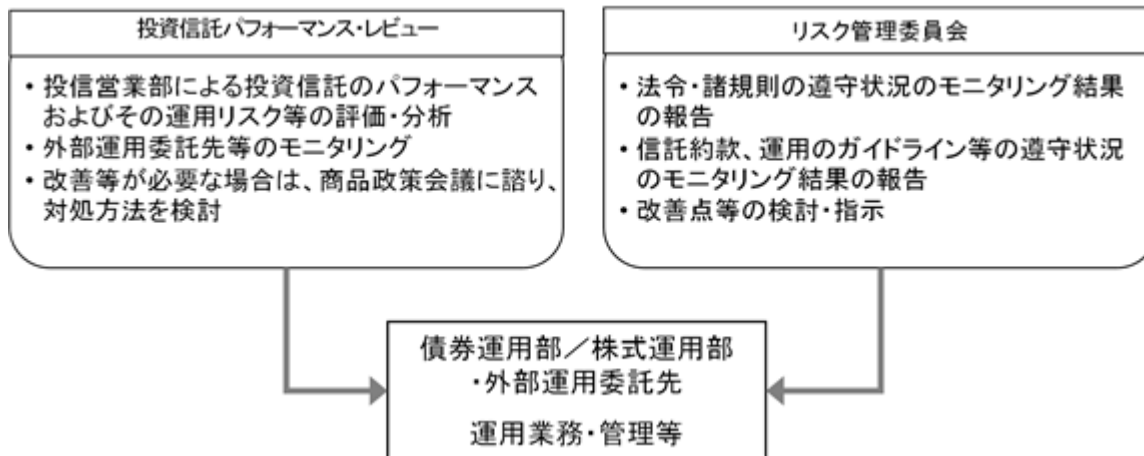 投資信託パフォーマンス・レビュー
・投信営業部による投資信託のパフォーマンス
およびその運用リスク等の評価・分析
・外部運用委託先等のモニタリング
・改善等が必要な場合は、商品政策会議に諮り、
対処方法を検討
リスク管理委員会
・法令・諸規則の遵守状況のモニタリング結果
の報告
・信託約款、運用のガイドライン等の遵守状況
のモニタリング結果の報告
・改善点等の検討・指示
債券運用部／株式運用部
・外部運用委託先
運用業務・管理等